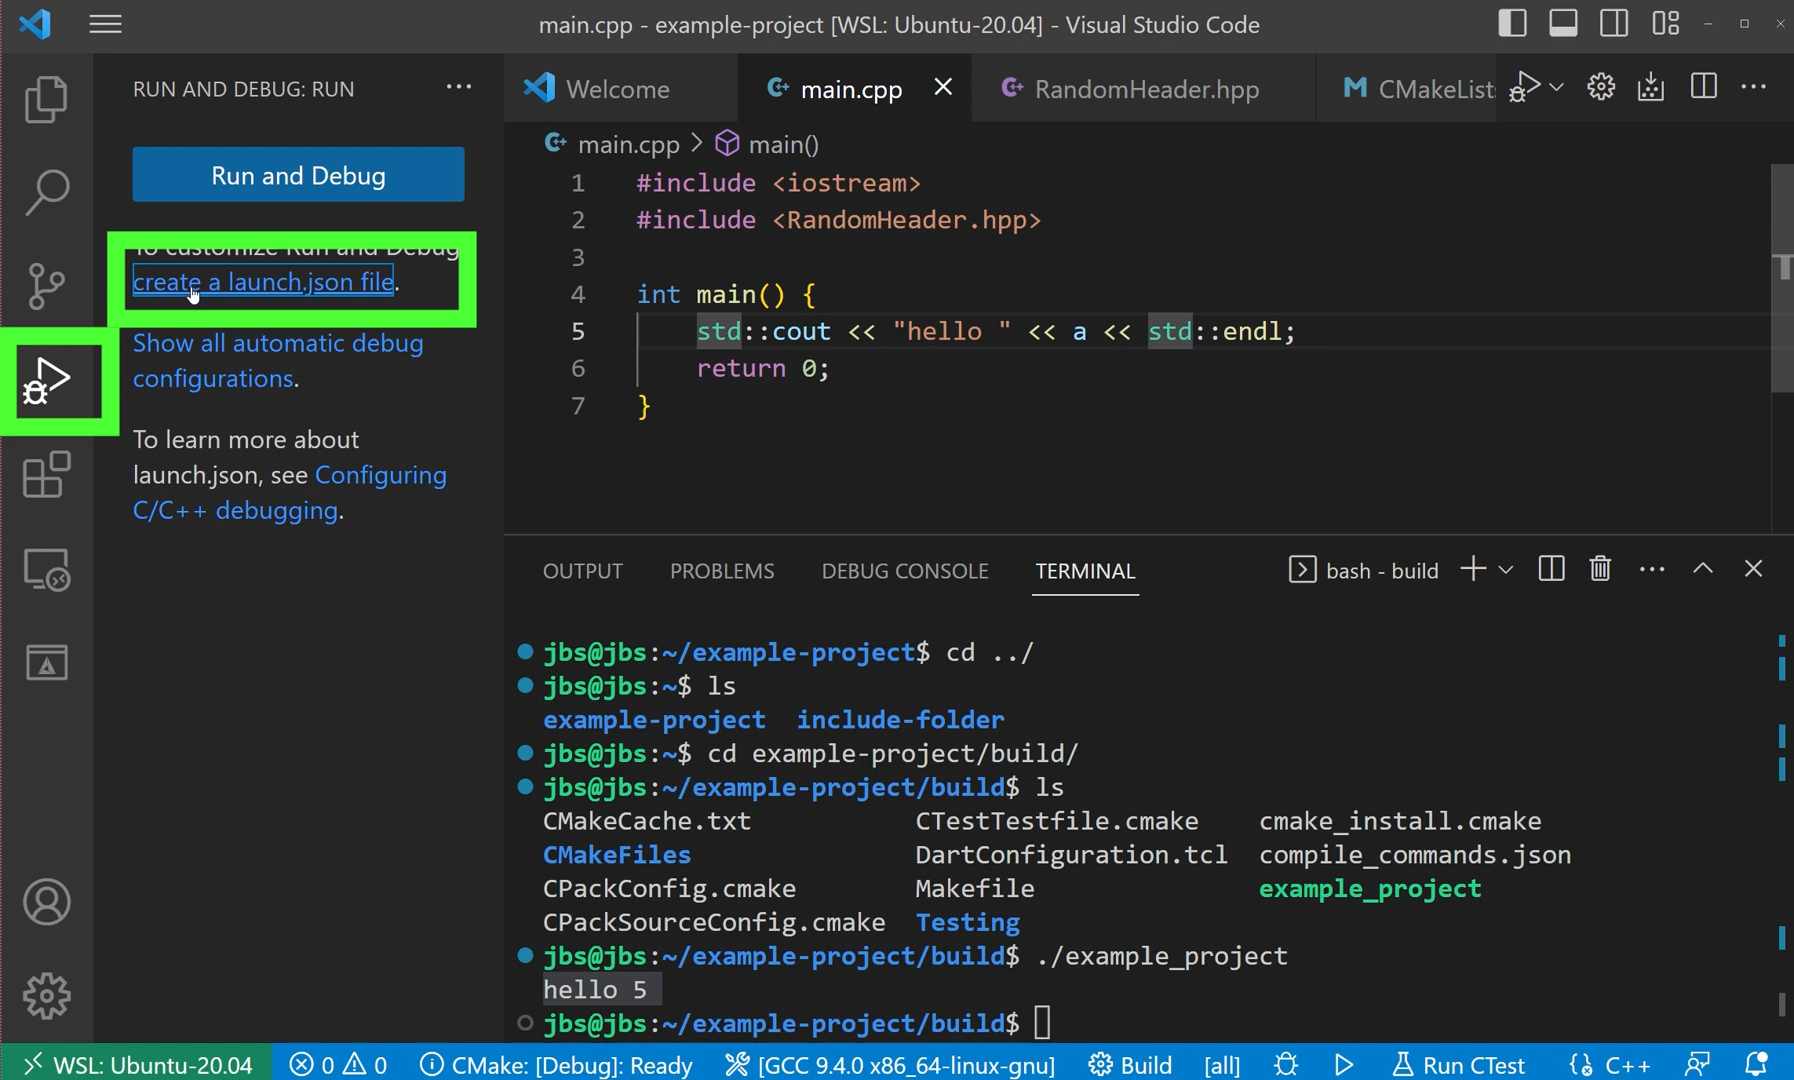 main.cpp - example-project [WSL: Ubuntu-20.04] - Visual Studio Code
RUN AND DEBUG: RUN
Run and Debug
To customize Run and Debug
create a launch.json file.
Show all automatic debug
configurations.
To learn more about
launch.json, see Configuring
C/C++ debugging.
Welcome
main.cpp
RandomHeader.hpp
CMakeLists
main.cpp > main()
1 #include <iostream>
2 #include <RandomHeader.hpp>
3
4 int main() {
5 std::cout << "hello " << a << std::endl;
6 return 0;
7 }
OUTPUT PROBLEMS DEBUG CONSOLE TERMINAL
bash - build
jbs@jbs:~/example-project$ cd ../
jbs@jbs:~$ ls
example-project include-folder
jbs@jbs:~$ cd example-project/build/
jbs@jbs:~/example-project/build$ ls
CMakeCache.txt CTestTestfile.cmake cmake_install.cmake
CMakeFiles DartConfiguration.tcl compile_commands.json
CPackConfig.cmake Makefile example_project
CPackSourceConfig.cmake Testing
jbs@jbs:~/example-project/build$ ./example_project
hello 5
jbs@jbs:~/example-project/build$
WSL: Ubuntu-20.04 0 0 CMake: [Debug]: Ready [GCC 9.4.0 x86_64-linux-gnu] Build [all] Run CTest C++